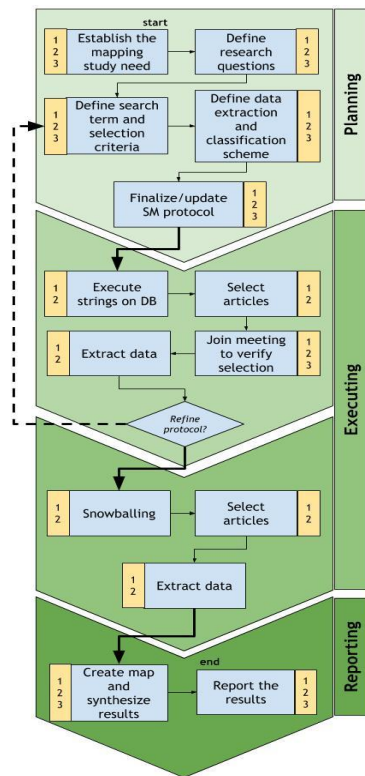 start
1
2
3
Establish the
mapping
study need
Define
research
questions
1
2
3
1
2
3
Define search
term and
selection
criteria
Define data
extraction
and
classification
scheme
1
2
3
Finalize/update
SM protocol
1
2
3
Planning
1
2
Execute
strings on DB
Select
articles
1
2
1
2
Extract data
Join meeting
to verify
selection
1
2
3
Refine
protocol?
1
2
Snowballing
Select
articles
1
2
1
2
Extract data
Executing
end
1
2
3
Create map
and
synthesize
results
Report the
results
1
2
3
Reporting